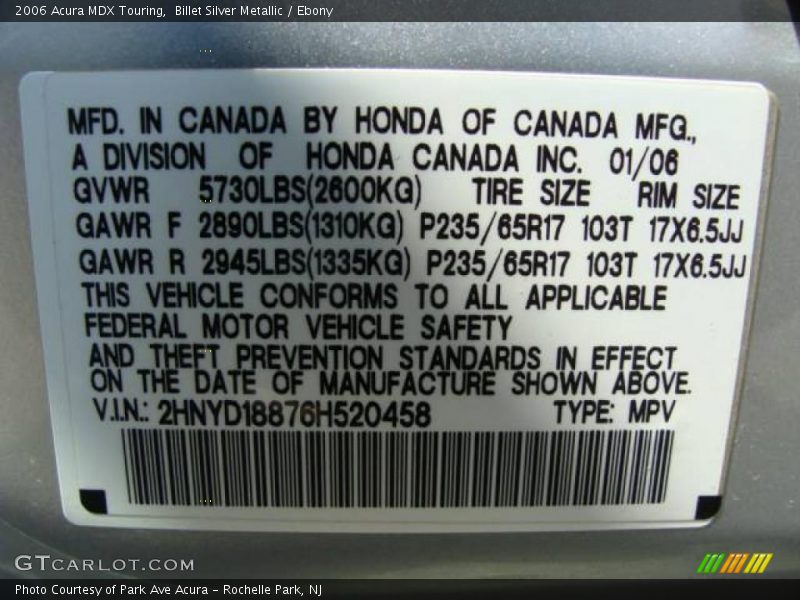 2006 Acura MDX Touring,  Billet Silver Metallic / Ebony
MFD. IN CANADA BY HONDA OF CANADA MFG.,
A DIVISION OF HONDA CANADA INC. 01/06
GVWR 5730LBS(2600KG) TIRE SIZE RIM SIZE
GAWR F 2890LBS(1310KG) P235/65R17 103T 17X6.5JJ
GAWR R 2945LBS(1335KG) P235/65R17 103T 17X6.5JJ
THIS VEHICLE CONFORMS TO ALL APPLICABLE
FEDERAL MOTOR VEHICLE SAFETY
AND THEFT PREVENTION STANDARDS IN EFFECT
ON THE DATE OF MANUFACTURE SHOWN ABOVE.
V.I.N.: 2HNYD18876H520458 TYPE: MPV
GTCARLOT.COM
Photo Courtesy of Park Ave Acura - Rochelle Park, NJ